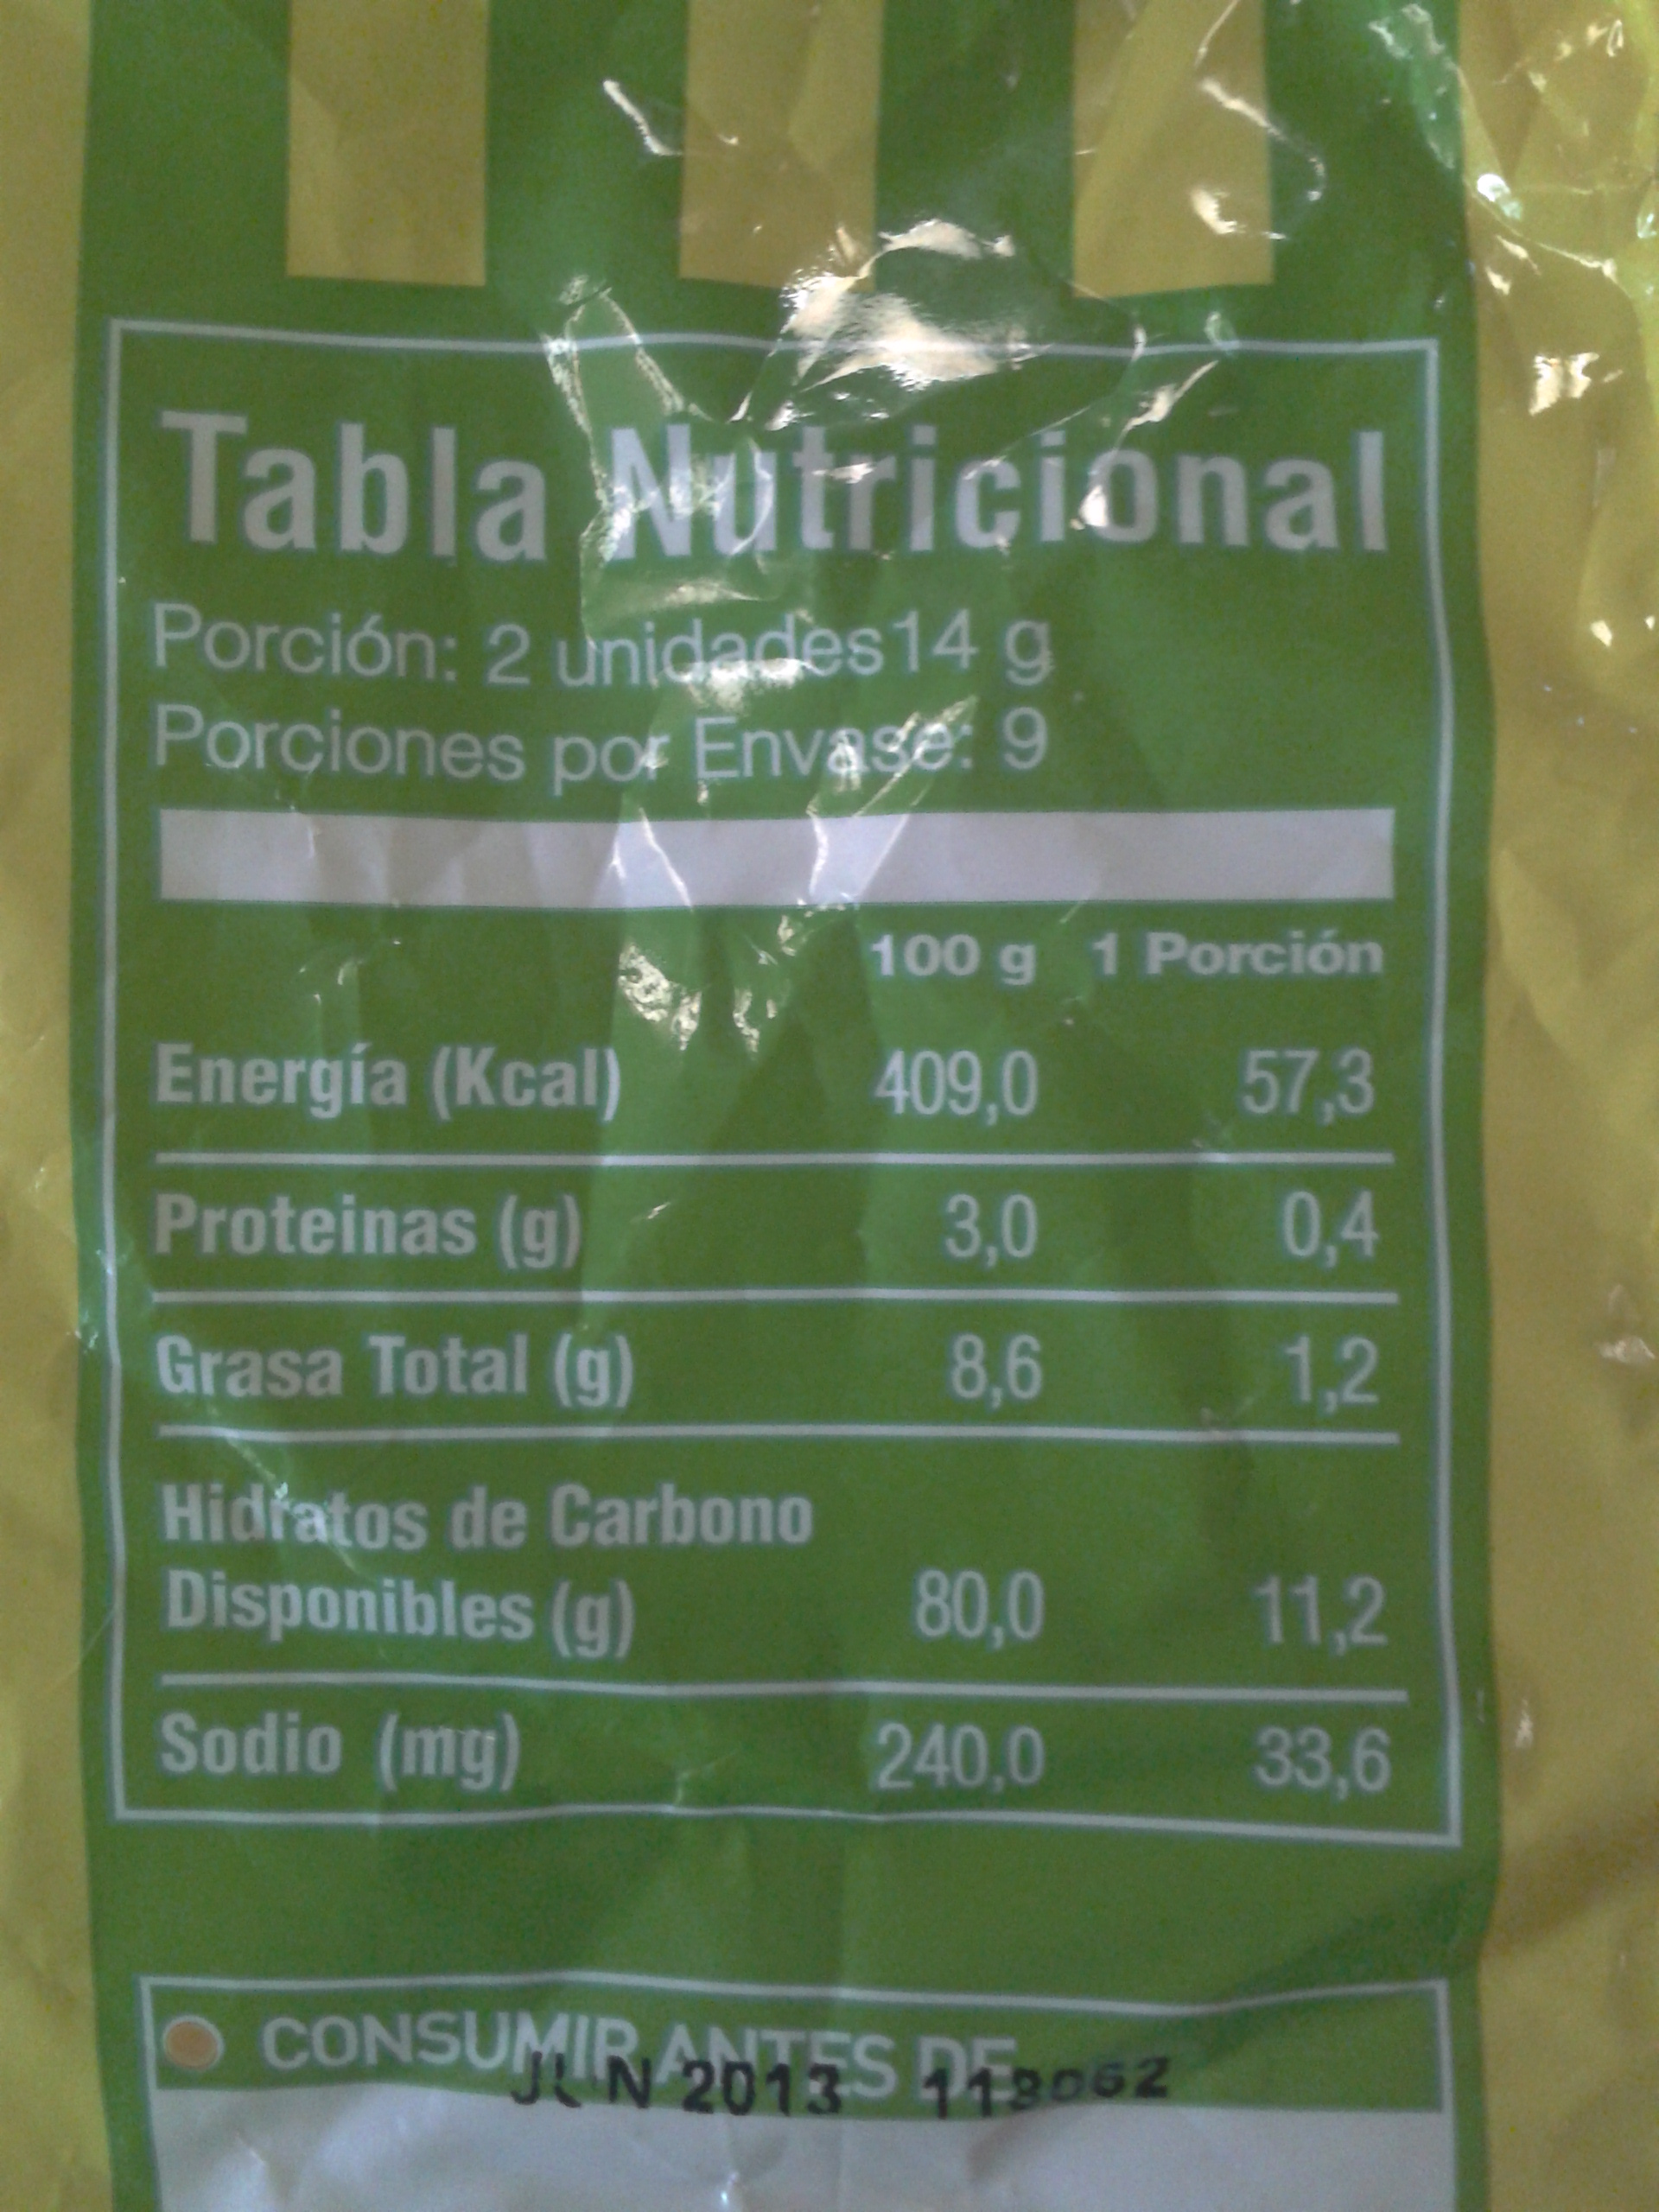 Tabla Nutricional
Porción: 2 unidades14 g
Porciones por Envase: 9
100 g 1 Porción
Energía (Kcal) 409,0 57,3
Proteinas (g) 3,0 0,4
Grasa Total (g) 8,6 1,2
Hidratos de Carbono
Disponibles (g) 80,0 11,2
Sodio (mg) 240,0 33,6
CONSUMIR ANTES DE
JUN 2013